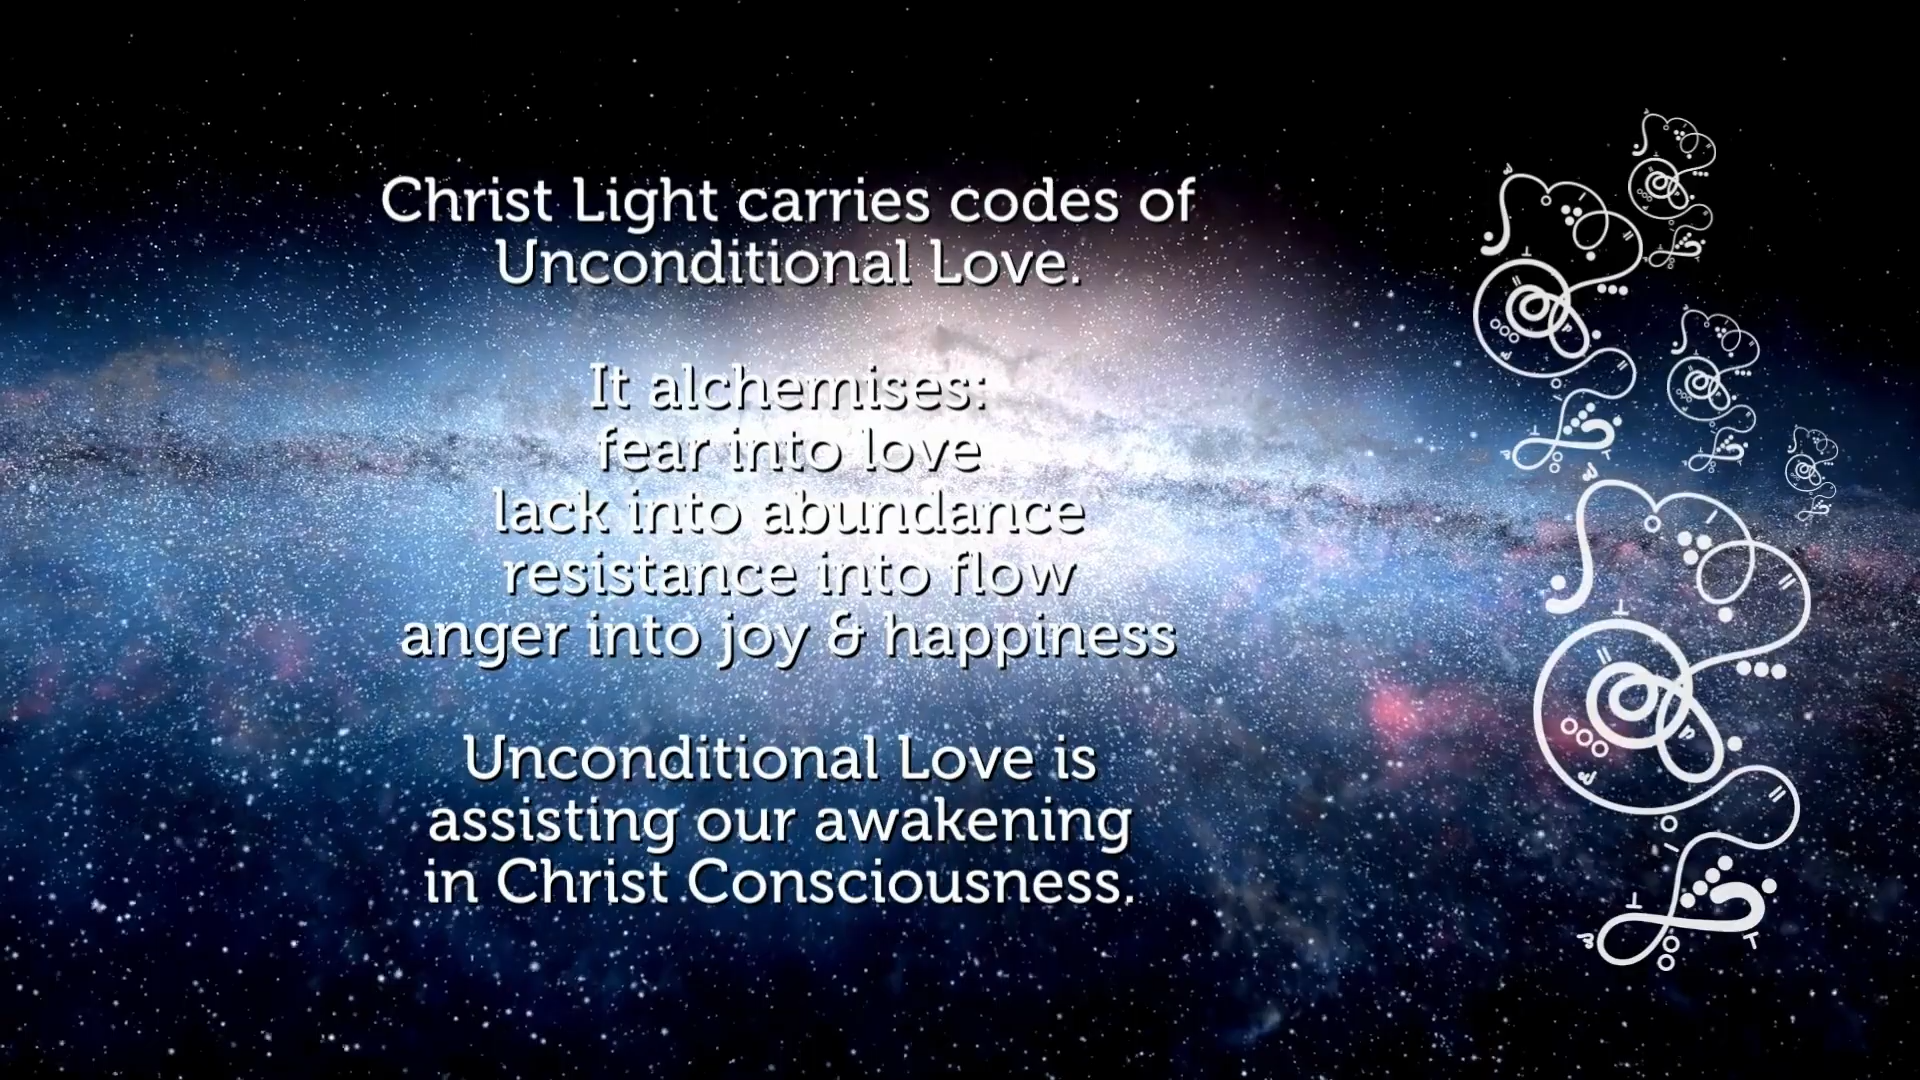 Christ Light carries codes of
Unconditional Love.
It alchemises:
fear into love
lack into abundance
resistance into flow
anger into joy & happiness
Unconditional Love is
assisting our awakening
in Christ Consciousness.